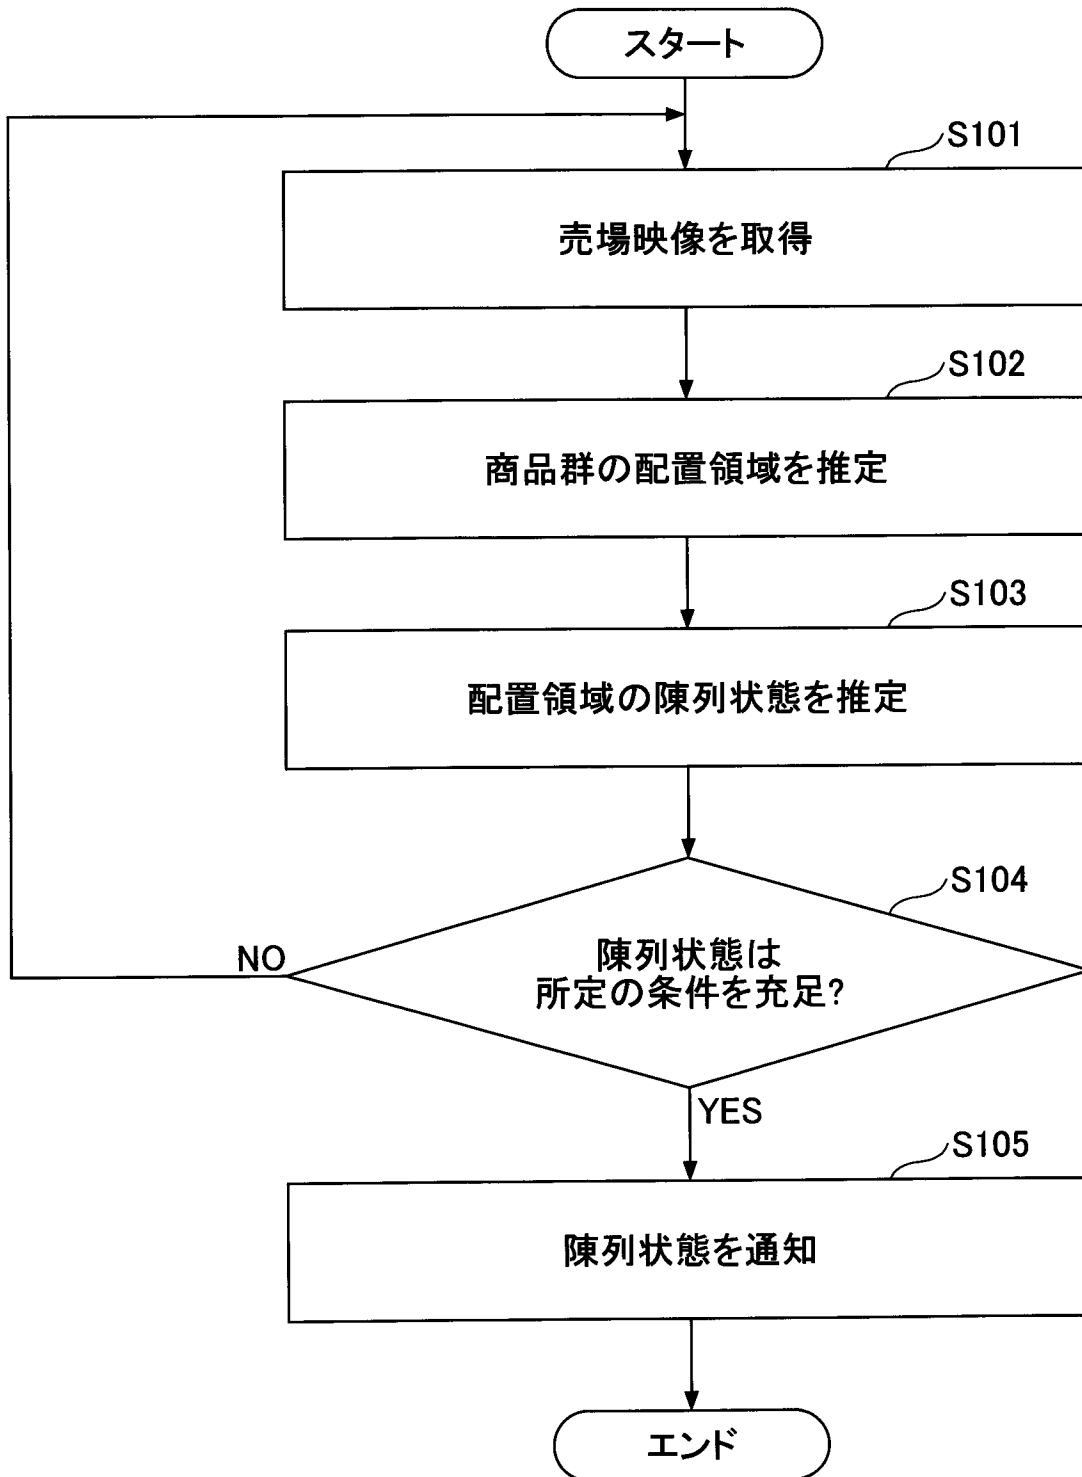 スタート
S101
売場映像を取得
S102
商品群の配置領域を推定
S103
配置領域の陳列状態を推定
S104
陳列状態は
所定の条件を充足?
NO
YES
S105
陳列状態を通知
エンド